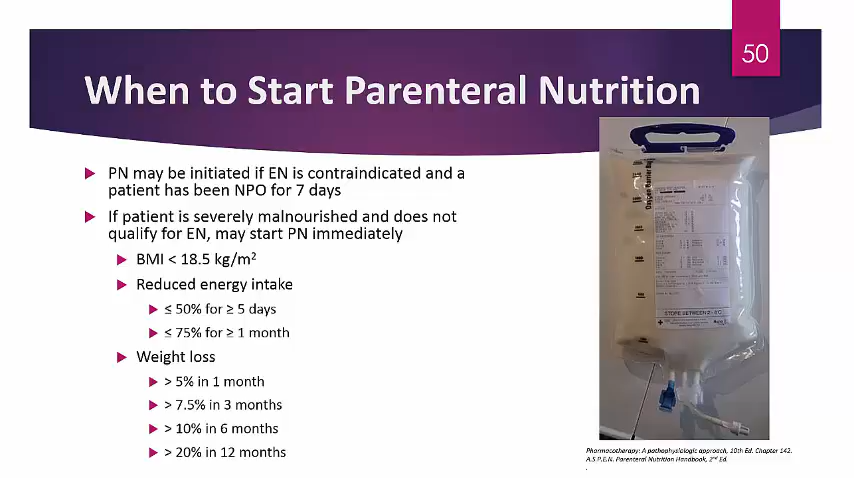 50
When to Start Parenteral Nutrition
PN may be initiated if EN is contraindicated and a
patient has been NPO for 7 days
If patient is severely malnourished and does not
qualify for EN, may start PN immediately
BMI < 18.5 kg/m²
Reduced energy intake
≤ 50% for ≥ 5 days
≤ 75% for ≥ 1 month
Weight loss
> 5% in 1 month
> 7.5% in 3 months
> 10% in 6 months
> 20% in 12 months
STORE BETWEEN 2 - 8°C
Pharmacotherapy: A pathophysiologic approach, 10th Ed. Chapter 142.
A.S.P.E.N. Parenteral Nutrition Handbook, 2nd Ed.
.